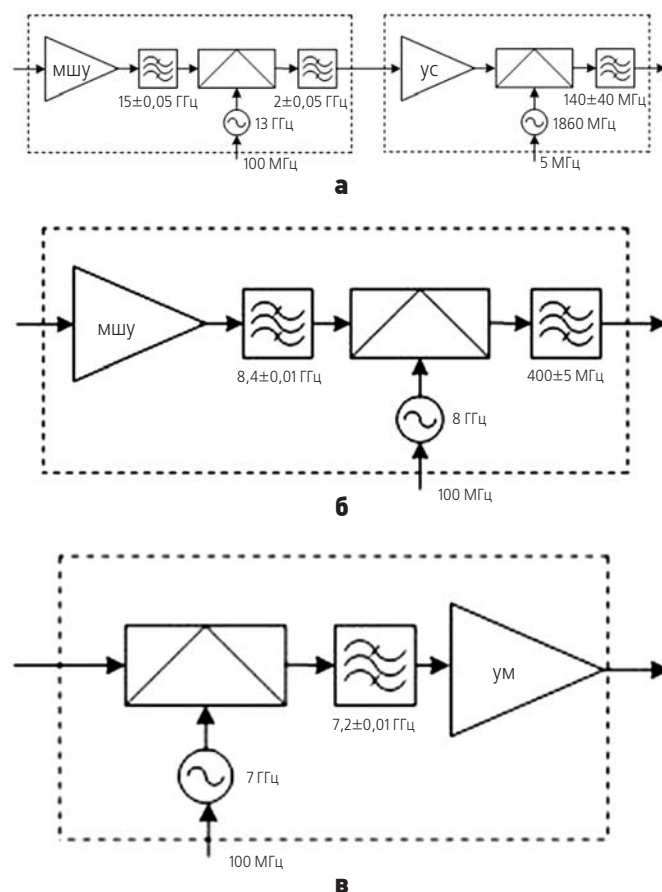 МШУ
15±0,05 ГГц
2±0,05 ГГц
13 ГГц
100 МГц
УС
140±40 МГц
1860 МГц
5 МГц
а
МШУ
8,4±0,01 ГГц
400±5 МГц
8 ГГц
100 МГц
б
УМ
7,2±0,01 ГГц
7 ГГц
100 МГц
в